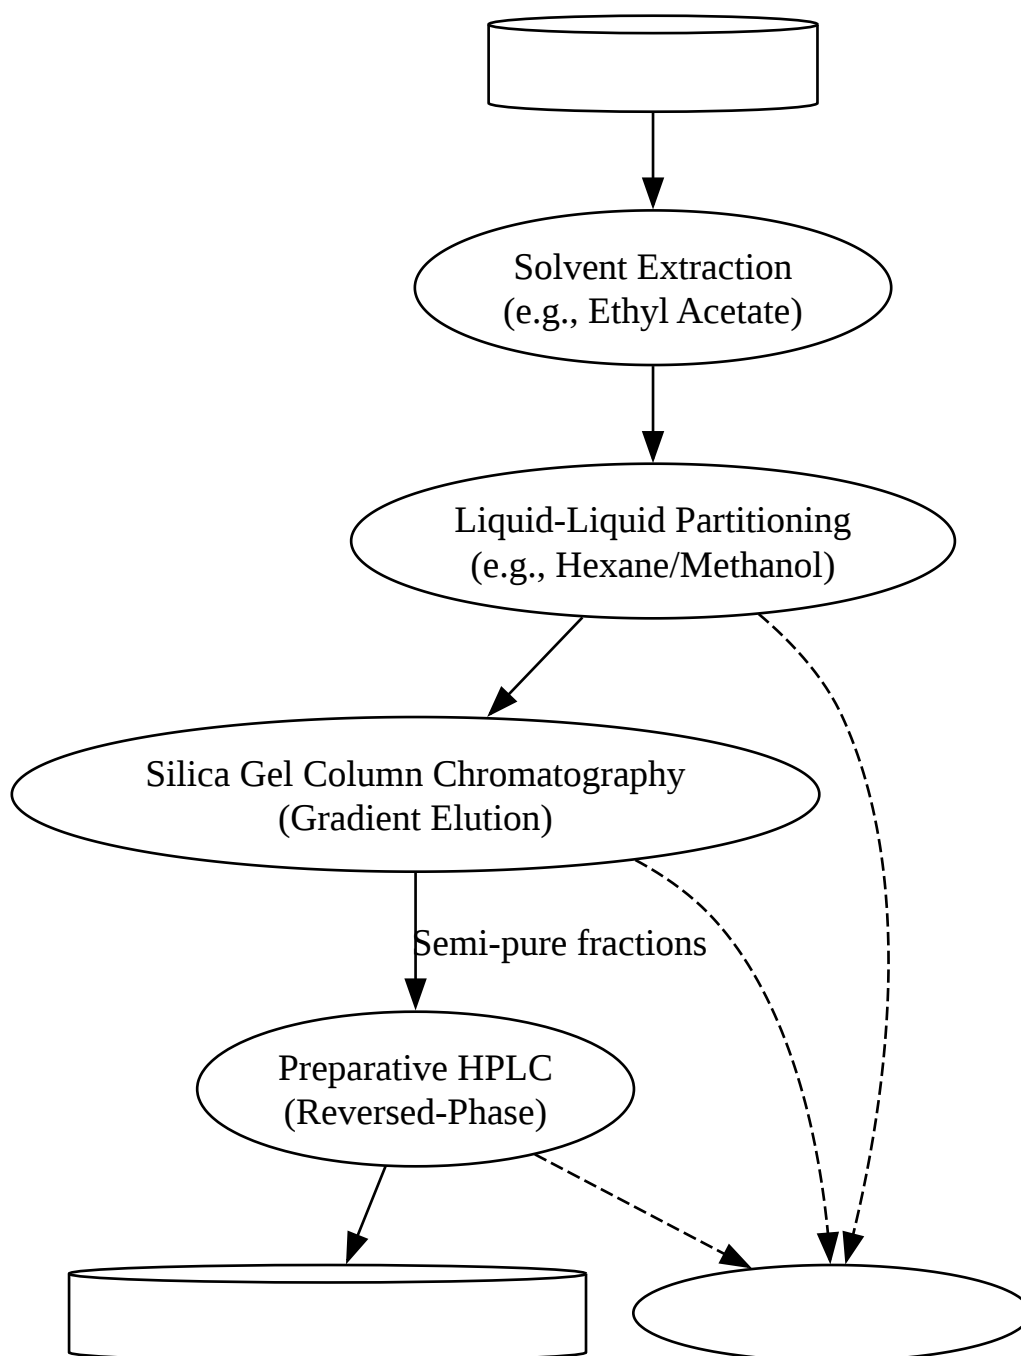 Solvent Extraction
(e.g., Ethyl Acetate)
Liquid-Liquid Partitioning
(e.g., Hexane/Methanol)
Silica Gel Column Chromatography
(Gradient Elution)
Semi-pure fractions
Preparative HPLC
(Reversed-Phase)